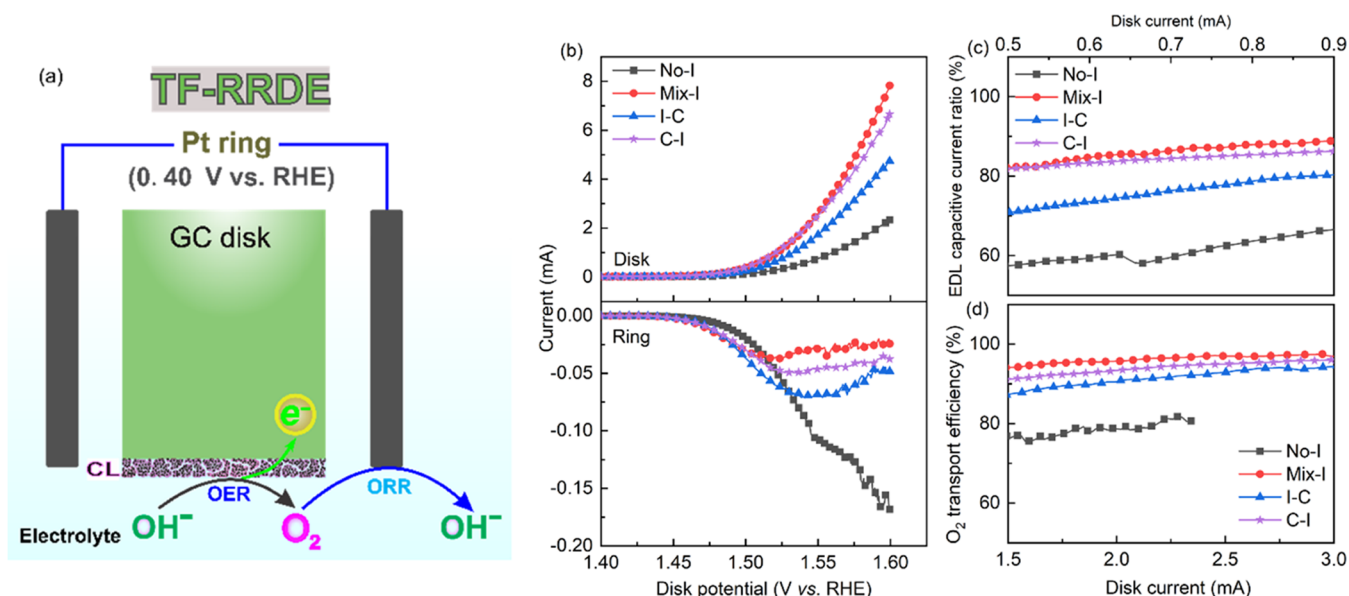 (a)
TF-RRDE
Pt ring
(0. 40 V vs. RHE)
GC disk
e⁻
CL
OER
ORR
Electrolyte
OH⁻
O₂
OH⁻
(b)
No-I
Mix-I
I-C
C-I
8
6
4
2
0
Disk
Current (mA)
0.00
-0.05
-0.10
-0.15
-0.20
Ring
1.40
1.45
1.50
1.55
1.60
Disk potential (V vs. RHE)
Disk current (mA)
0.5
0.6
0.7
0.8
0.9
(c)
No-I
Mix-I
I-C
C-I
EDL capacitive current ratio (%)
100
80
60
(d)
O₂ transport efficiency (%)
100
80
60
No-I
Mix-I
I-C
C-I
1.5
2.0
2.5
3.0
Disk current (mA)